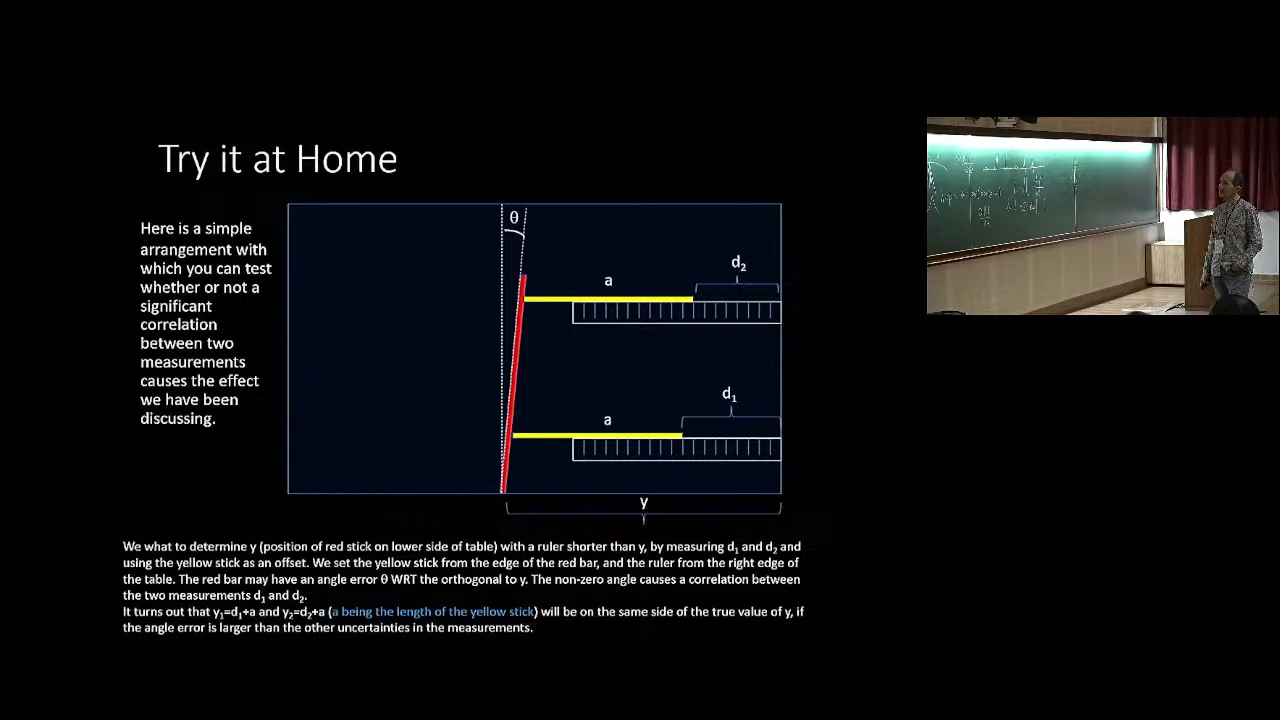 Try it at Home
Here is a simple
arrangement with
which you can test
whether or not a
significant
correlation
between two
measurements
causes the effect
we have been
discussing.
θ
a
d₂
a
d₁
y
We what to determine y (position of red stick on lower side of table) with a ruler shorter than y, by measuring d₁ and d₂ and
using the yellow stick as an offset. We set the yellow stick from the edge of the red bar, and the ruler from the right edge of
the table. The red bar may have an angle error θ WRT the orthogonal to y. The non-zero angle causes a correlation between
the two measurements d₁ and d₂.
It turns out that y₁=d₁+a and y₂=d₂+a (a being the length of the yellow stick) will be on the same side of the true value of y, if
the angle error is larger than the other uncertainties in the measurements.